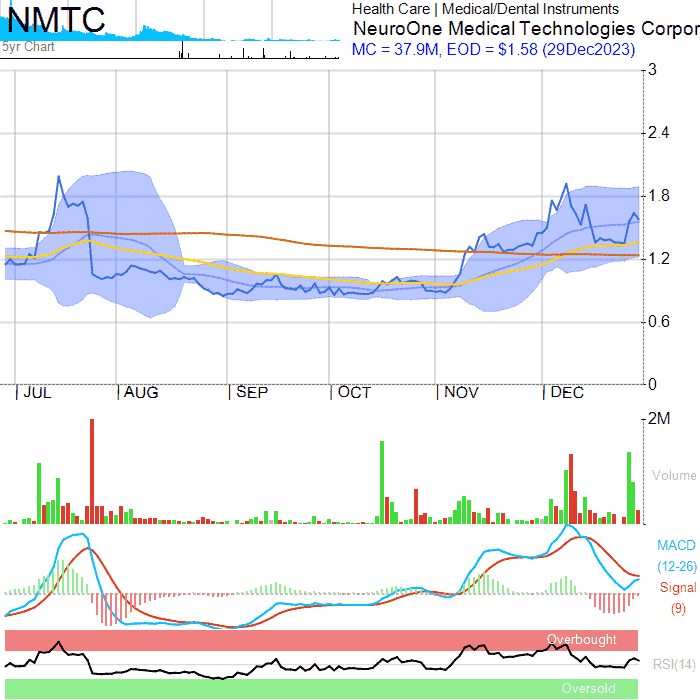 NMTC
5yr Chart
Health Care | Medical/Dental Instruments
NeuroOne Medical Technologies Corpor
MC = 37.9M, EOD = $1.58 (29Dec2023)
3
2.4
1.8
1.2
0.6
0
JUL AUG SEP OCT NOV DEC
2M
Volume
MACD
(12-26)
Signal
(9)
Overbought
RSI(14)
Oversold